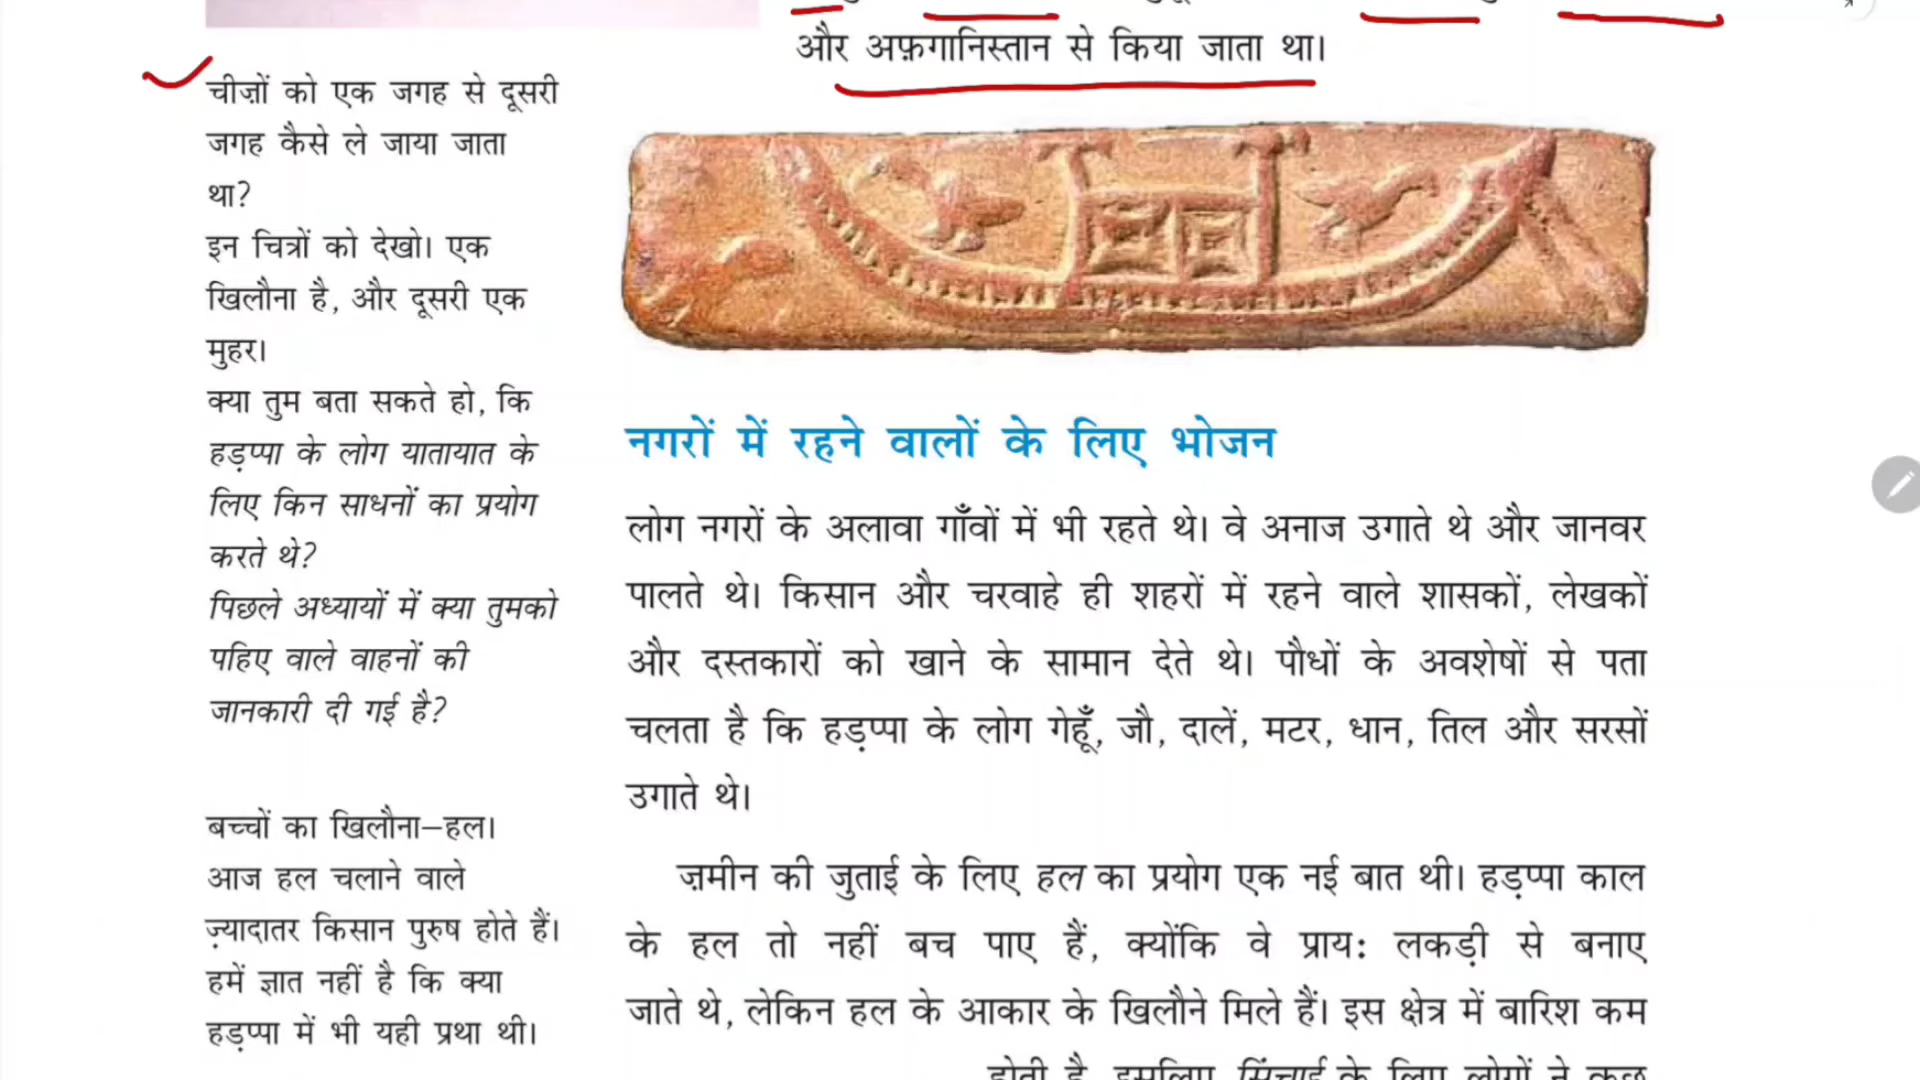 और अफ़गानिस्तान से किया जाता था।
चीज़ों को एक जगह से दूसरी
जगह कैसे ले जाया जाता
था?
इन चित्रों को देखो। एक
खिलौना है, और दूसरी एक
मुहर।
क्या तुम बता सकते हो, कि
हड़प्पा के लोग यातायात के
लिए किन साधनों का प्रयोग
करते थे?
पिछले अध्यायों में क्या तुमको
पहिए वाले वाहनों की
जानकारी दी गई है?
बच्चों का खिलौना–हल।
आज हल चलाने वाले
ज़्यादातर किसान पुरुष होते हैं।
हमें ज्ञात नहीं है कि क्या
हड़प्पा में भी यही प्रथा थी।
नगरों में रहने वालों के लिए भोजन
लोग नगरों के अलावा गाँवों में भी रहते थे। वे अनाज उगाते थे और जानवर
पालते थे। किसान और चरवाहे ही शहरों में रहने वाले शासकों, लेखकों
और दस्तकारों को खाने के सामान देते थे। पौधों के अवशेषों से पता
चलता है कि हड़प्पा के लोग गेहूँ, जौ, दालें, मटर, धान, तिल और सरसों
उगाते थे।
ज़मीन की जुताई के लिए हल का प्रयोग एक नई बात थी। हड़प्पा काल
के हल तो नहीं बच पाए हैं, क्योंकि वे प्राय: लकड़ी से बनाए
जाते थे, लेकिन हल के आकार के खिलौने मिले हैं। इस क्षेत्र में बारिश कम
होती है, इसलिए सिंचाई के लिए लोगों ने कुछ